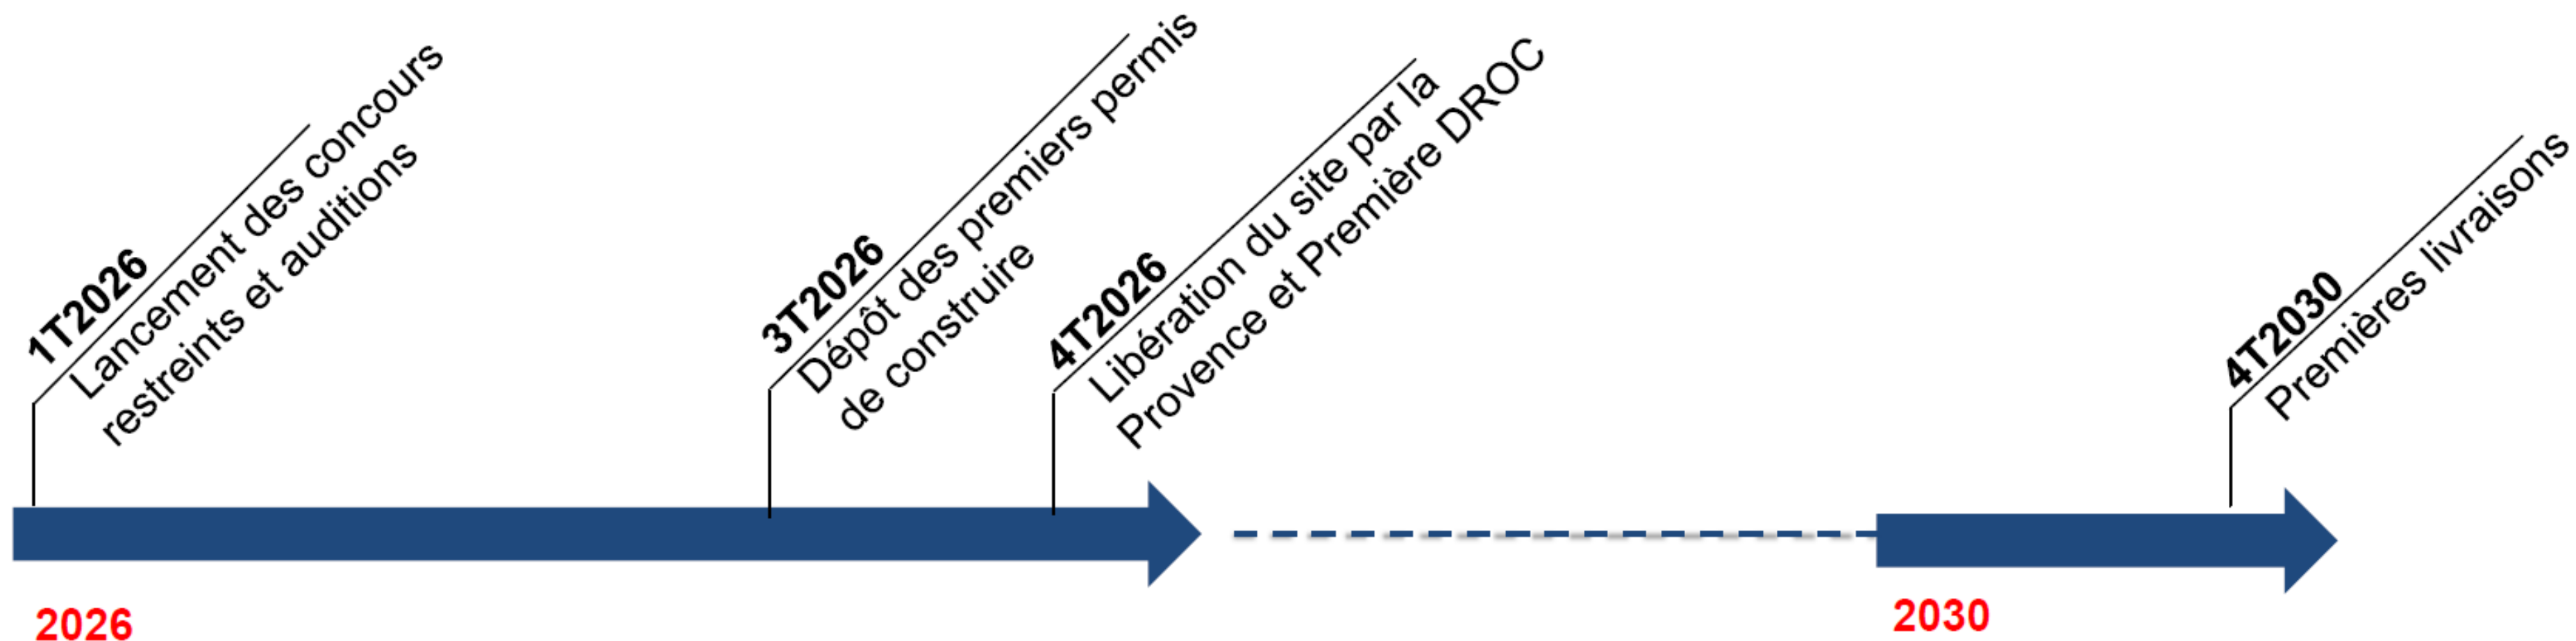 1T2026
Lancement des concours
restreints et auditions
3T2026
Dépôt des premiers permis
de construire
4T2026
Libération du site par la
Provence et Première DROC
4T2030
Premières livraisons
2026
2030